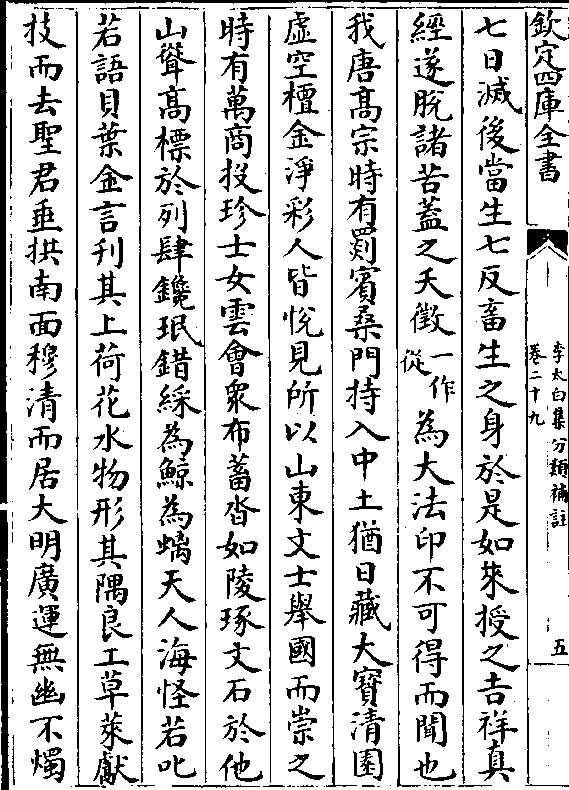 欽定四庫全書
李太白集分類補註
卷二十九
五
七日滅後當生七反畜生之身於是如來授之吉祥真
經遂脫諸苦蓋之天徵一作從為大法印不可得而聞也
我唐髙宗時有罽賓桑門持入中土猶日藏大寶清園
虛空檀金淨彩人皆悅見所以山東文士舉國而崇之
時有萬商投珍士女雲會衆布蓄沓如陵琢文石於他
山聳髙標於列肆鑱珉錯綵為鯨為螭天人海怪若叱
若語貝葉金言刋其上荷花水物形其隅良工草萊獻
技而去聖君垂拱南面穆清而居大明廣運無幽不燭